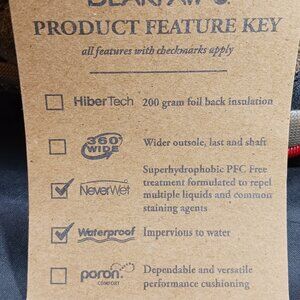 BEARPAW®
PRODUCT FEATURE KEY
all features with checkmarks apply
HiberTech 200 gram foil back insulation
360 WIDE Wider outsole, last and shaft
Superhydrophobic PFC Free
NeverWet treatment formulated to repel
multiple liquids and common
staining agents
Waterproof Impervious to water
poron. COMFORT Dependable and versatile
performance cushioning